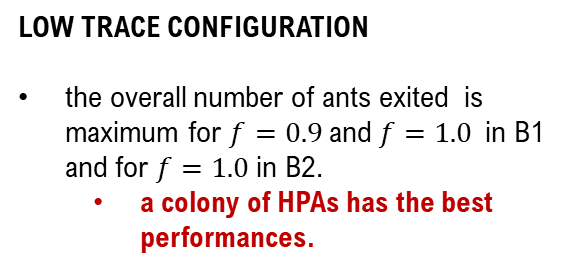 LOW TRACE CONFIGURATION
• the overall number of ants exited is
maximum for f = 0.9 and f = 1.0 in B1
and for f = 1.0 in B2.
• a colony of HPAs has the best
performances.